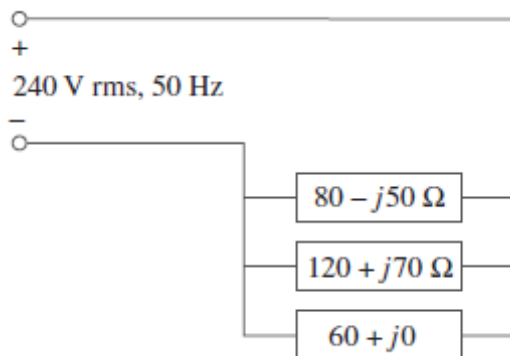 +
240 V rms, 50 Hz
−
80 – j50 Ω
120 + j70 Ω
60 + j0